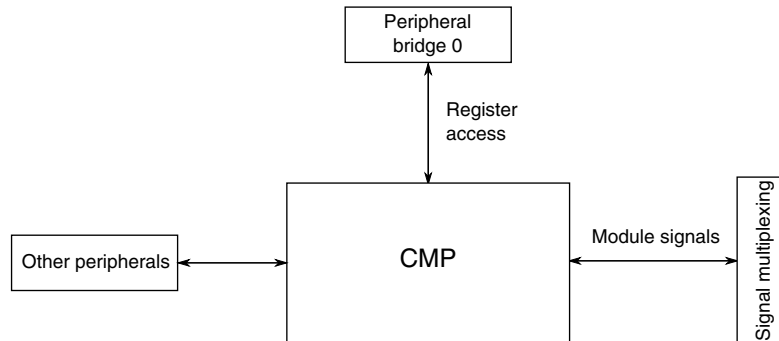 Peripheral
bridge 0
Register
access
Other peripherals
CMP
Module signals
Signal multiplexing